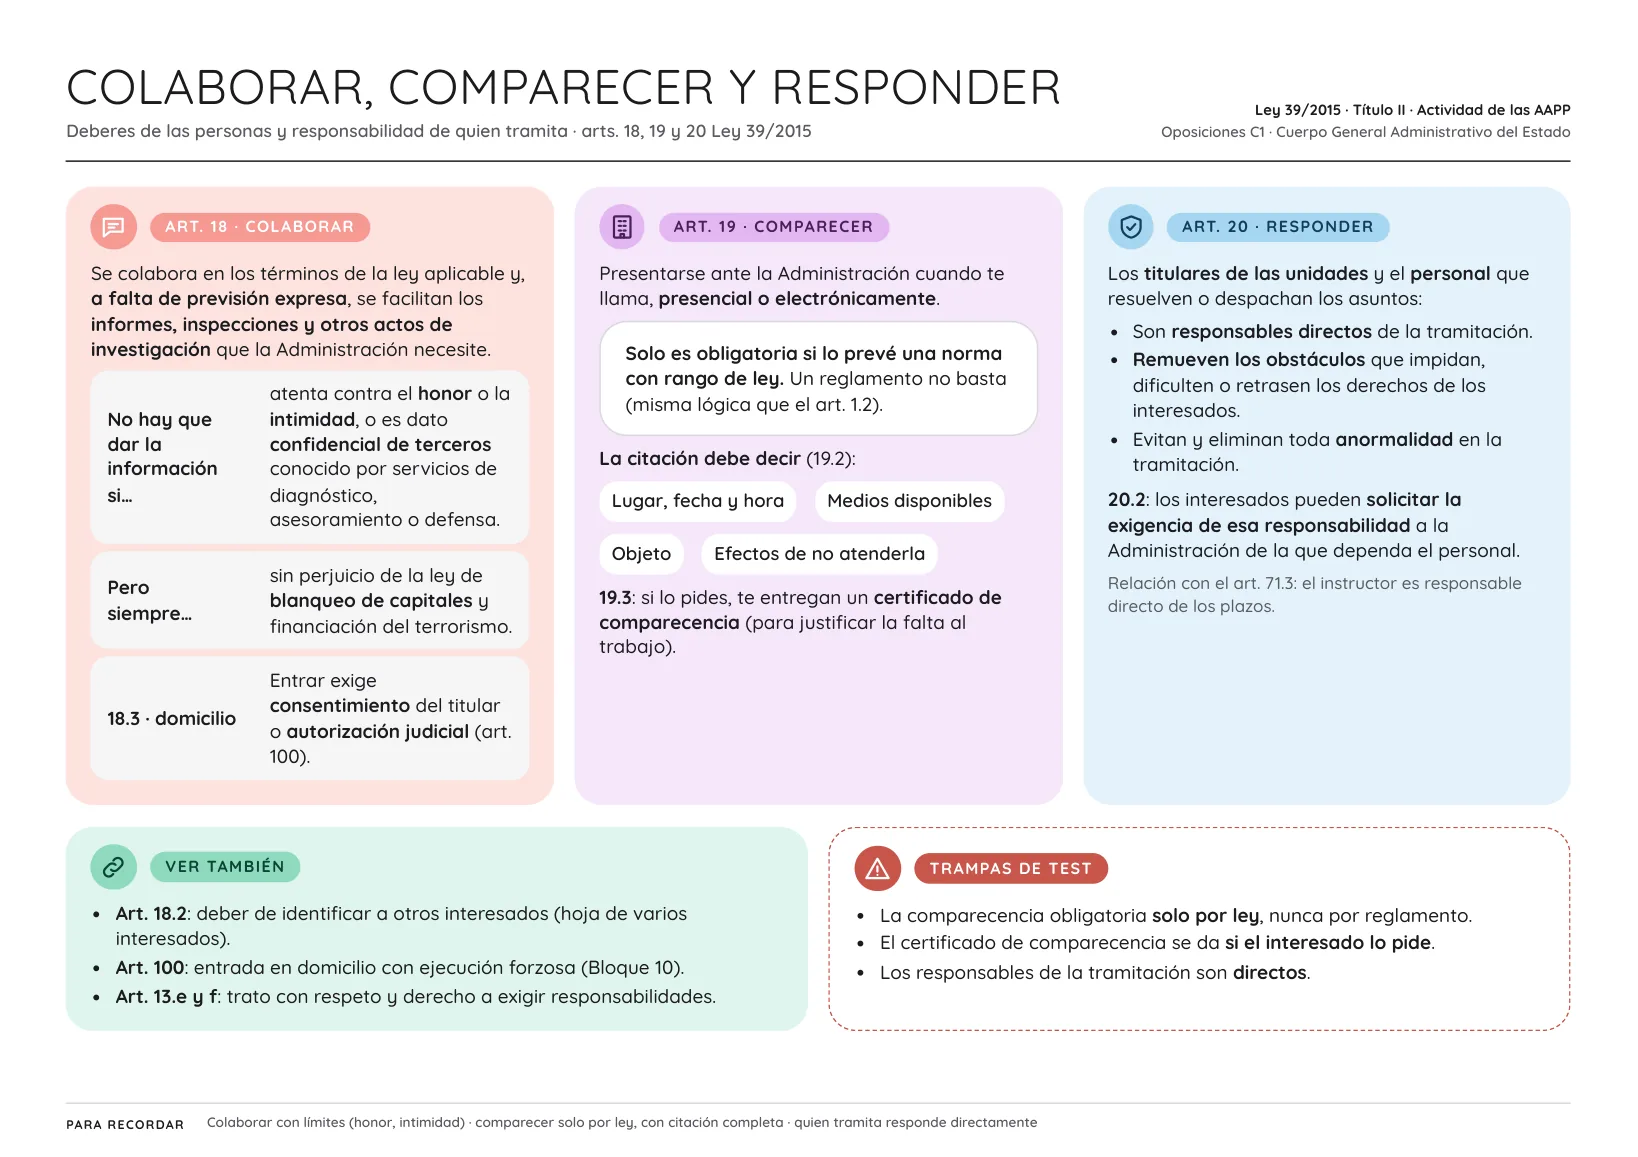 COLABORAR, COMPARECER Y RESPONDER
Deberes de las personas y responsabilidad de quien tramita · arts. 18, 19 y 20 Ley 39/2015
Ley 39/2015 · Título II · Actividad de las AAPP
Oposiciones C1 · Cuerpo General Administrativo del Estado
ART. 18 · COLABORAR
Se colabora en los términos de la ley aplicable y,
a falta de previsión expresa, se facilitan los
informes, inspecciones y otros actos de
investigación que la Administración necesite.
No hay que
dar la
información
si…
atenta contra el honor o la
intimidad, o es dato
confidencial de terceros
conocido por servicios de
diagnóstico,
asesoramiento o defensa.
Pero
siempre…
sin perjuicio de la ley de
blanqueo de capitales y
financiación del terrorismo.
18.3 · domicilio
Entrar exige
consentimiento del titular
o autorización judicial (art.
100).
ART. 19 · COMPARECER
Presentarse ante la Administración cuando te
llama, presencial o electrónicamente.
Solo es obligatoria si lo prevé una norma
con rango de ley. Un reglamento no basta
(misma lógica que el art. 1.2).
La citación debe decir (19.2):
Lugar, fecha y hora
Medios disponibles
Objeto
Efectos de no atenderla
19.3: si lo pides, te entregan un certificado de
comparecencia (para justificar la falta al
trabajo).
ART. 20 · RESPONDER
Los titulares de las unidades y el personal que
resuelven o despachan los asuntos:
• Son responsables directos de la tramitación.
• Remueven los obstáculos que impidan,
dificulten o retrasen los derechos de los
interesados.
• Evitan y eliminan toda anormalidad en la
tramitación.
20.2: los interesados pueden solicitar la
exigencia de esa responsabilidad a la
Administración de la que dependa el personal.
Relación con el art. 71.3: el instructor es responsable
directo de los plazos.
VER TAMBIÉN
• Art. 18.2: deber de identificar a otros interesados (hoja de varios
interesados).
• Art. 100: entrada en domicilio con ejecución forzosa (Bloque 10).
• Art. 13.e y f: trato con respeto y derecho a exigir responsabilidades.
TRAMPAS DE TEST
• La comparecencia obligatoria solo por ley, nunca por reglamento.
• El certificado de comparecencia se da si el interesado lo pide.
• Los responsables de la tramitación son directos.
PARA RECORDAR
Colaborar con límites (honor, intimidad) · comparecer solo por ley, con citación completa · quien tramita responde directamente